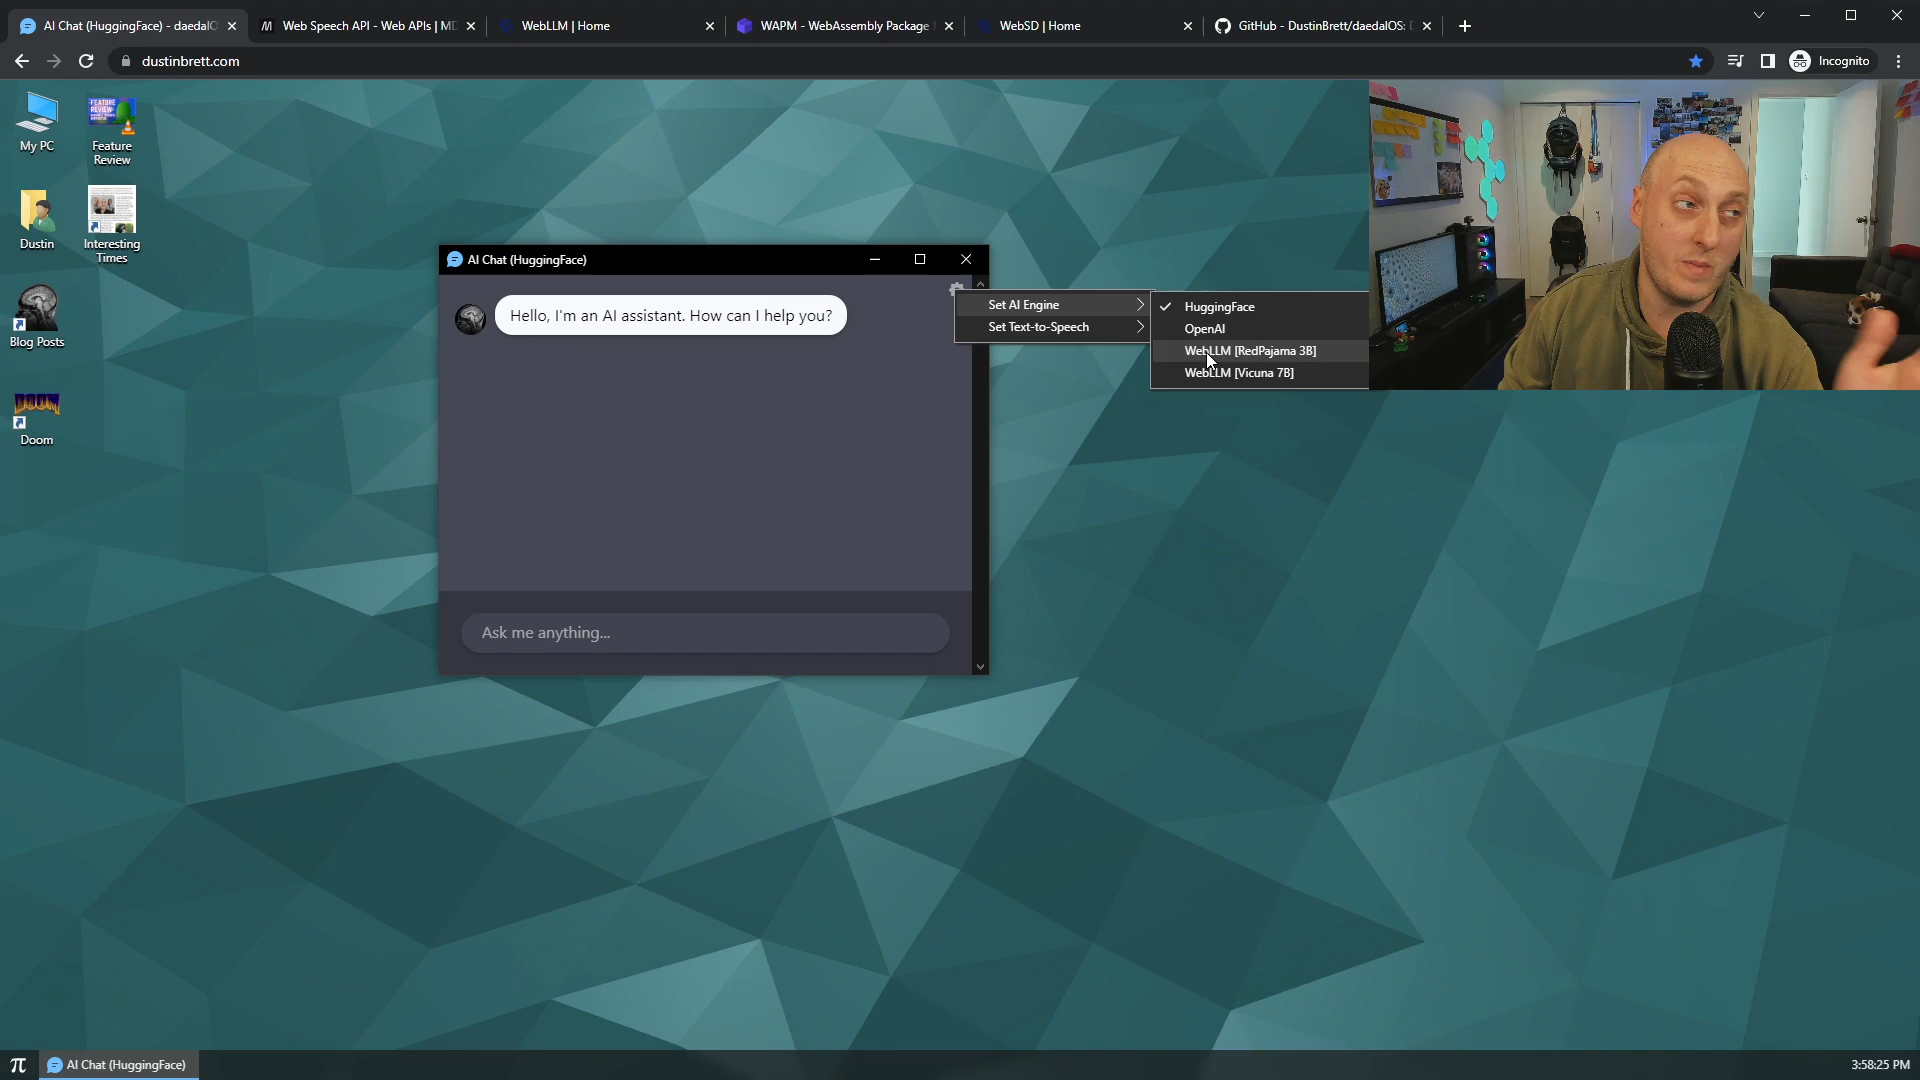 AI Chat (HuggingFace) - daedalO
Web Speech API - Web APIs | MD
WebLLM | Home
WAPM - WebAssembly Package
WebSD | Home
GitHub - DustinBrett/daedalOS:
dustinbrett.com
Incognito
My PC
FEATURE
REVIEW
Feature
Review
Dustin
Interesting
Times
Blog Posts
DOOM
Doom
AI Chat (HuggingFace)
Hello, I'm an AI assistant. How can I help you?
Ask me anything...
Set AI Engine
Set Text-to-Speech
HuggingFace
OpenAI
WebLLM [RedPajama 3B]
WebLLM [Vicuna 7B]
AI Chat (HuggingFace)
3:58:25 PM